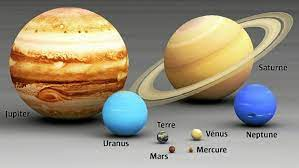 Jupiter
Saturne
Uranus
Terre
Vénus
Neptune
Mars
Mercure